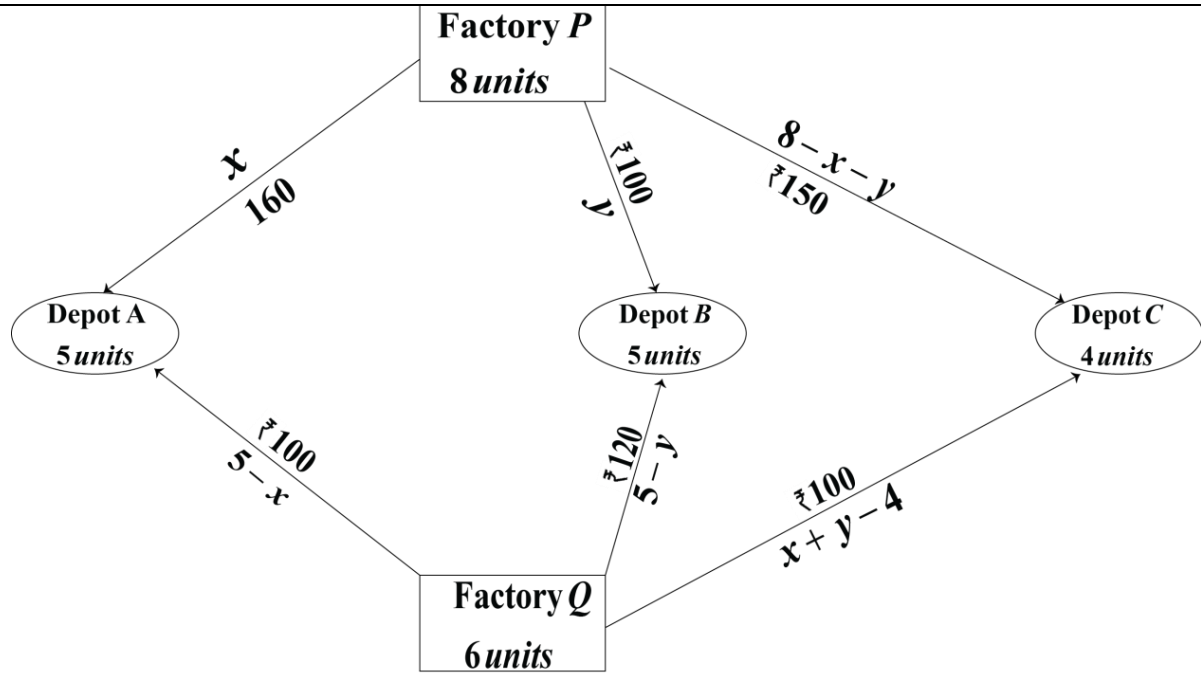 Factory P
8 units
x
160
₹100
y
8 – x – y
₹150
Depot A
5 units
Depot B
5 units
Depot C
4 units
₹100
5 – x
₹120
5 – y
₹100
x + y – 4
Factory Q
6 units